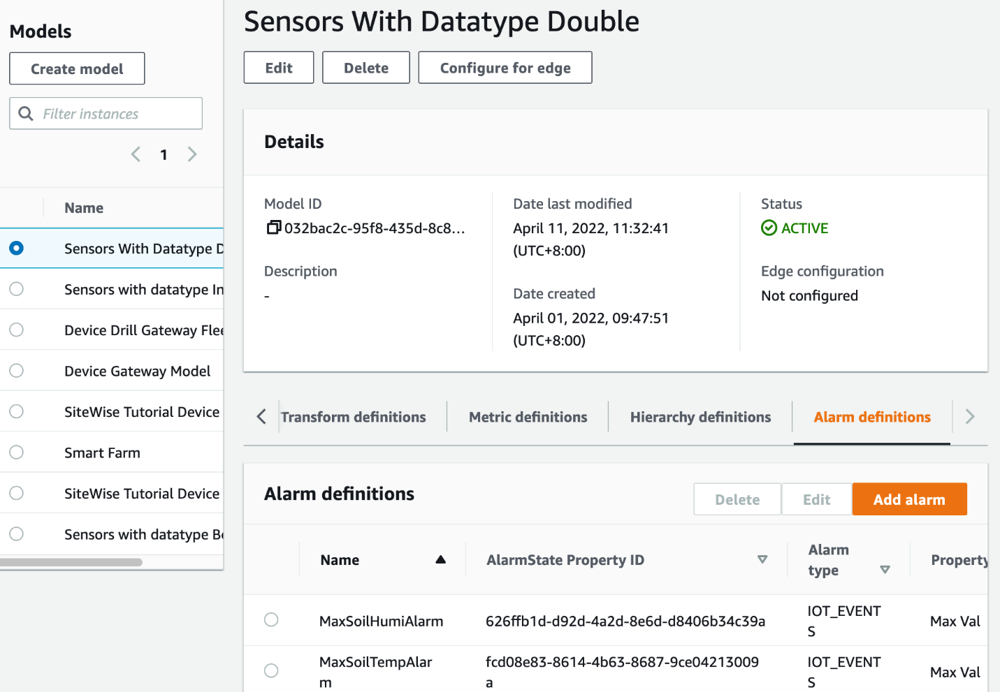 Models
Create model
Filter instances
1
Name
Sensors With Datatype D
Sensors with datatype In
Device Drill Gateway Flee
Device Gateway Model
SiteWise Tutorial Device
Smart Farm
SiteWise Tutorial Device
Sensors with datatype Bo
Sensors With Datatype Double
Edit
Delete
Configure for edge
Details
Model ID
032bac2c-95f8-435d-8c8...
Description
-
Date last modified
April 11, 2022, 11:32:41
(UTC+8:00)
Date created
April 01, 2022, 09:47:51
(UTC+8:00)
Status
ACTIVE
Edge configuration
Not configured
Transform definitions
Metric definitions
Hierarchy definitions
Alarm definitions
Alarm definitions
Delete
Edit
Add alarm
Name
AlarmState Property ID
Alarm
type
Property
MaxSoilHumiAlarm
626ffb1d-d92d-4a2d-8e6d-d8406b34c39a
IOT_EVENT
S
Max Val
MaxSoilTempAlar
m
fcd08e83-8614-4b63-8687-9ce04213009
a
IOT_EVENT
S
Max Val